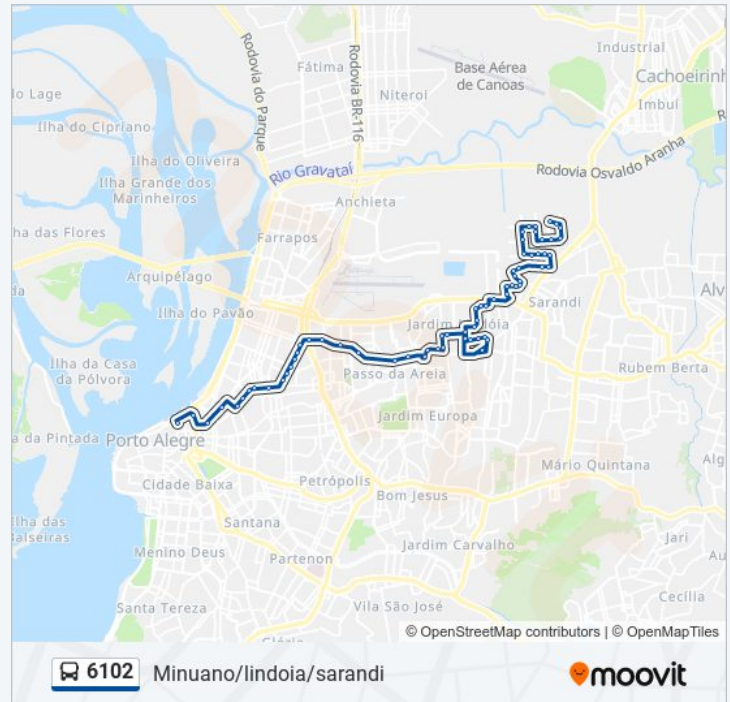 Industrial
Fátima
Base Aérea
de Canoas
Cachoeirinh
do Lage
Niteroi
Imbuí
Rodovia do Parque
Rodovia BR-116
Ilha do Cipriano
Ilha do Oliveira
Rio Gravataí
Rodovia Osvaldo Aranha
Ilha Grande dos
Marinheiros
Anchieta
ha das Flores
Farrapos
Arquipélago
Sarandi
Alv
Ilha do Pavão
Jardim Lindóia
Ilha da Casa
da Pólvora
Passo da Areia
Rubem Berta
Jardim Europa
a da Pintada
Porto Alegre
Mário Quintana
Alg
Cidade Baixa
Petrópolis
Bom Jesus
Ilha das
Balseiras
Santana
Jardim Carvalho
Jari
Menino Deus
Partenon
Au
Cecília
Santa Tereza
Vila São José
Glória
© OpenStreetMap contributors | © OpenMapTiles
6102 Minuano/lindoia/sarandi
moovit